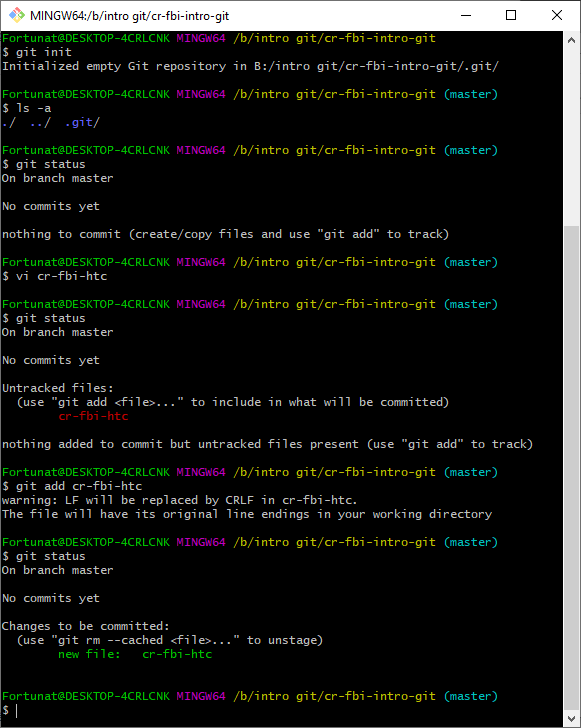 MINGW64:/b/intro git/cr-fbi-intro-git
Fortunat@DESKTOP-4CRLCNK MINGW64 /b/intro git/cr-fbi-intro-git
$ git init
Initialized empty Git repository in B:/intro git/cr-fbi-intro-git/.git/
Fortunat@DESKTOP-4CRLCNK MINGW64 /b/intro git/cr-fbi-intro-git (master)
$ ls -a
./  ../  .git/
Fortunat@DESKTOP-4CRLCNK MINGW64 /b/intro git/cr-fbi-intro-git (master)
$ git status
On branch master
No commits yet
nothing to commit (create/copy files and use "git add" to track)
Fortunat@DESKTOP-4CRLCNK MINGW64 /b/intro git/cr-fbi-intro-git (master)
$ vi cr-fbi-htc
Fortunat@DESKTOP-4CRLCNK MINGW64 /b/intro git/cr-fbi-intro-git (master)
$ git status
On branch master
No commits yet
Untracked files:
  (use "git add <file>..." to include in what will be committed)
        cr-fbi-htc
nothing added to commit but untracked files present (use "git add" to track)
Fortunat@DESKTOP-4CRLCNK MINGW64 /b/intro git/cr-fbi-intro-git (master)
$ git add cr-fbi-htc
warning: LF will be replaced by CRLF in cr-fbi-htc.
The file will have its original line endings in your working directory
Fortunat@DESKTOP-4CRLCNK MINGW64 /b/intro git/cr-fbi-intro-git (master)
$ git status
On branch master
No commits yet
Changes to be committed:
  (use "git rm --cached <file>..." to unstage)
        new file:   cr-fbi-htc
Fortunat@DESKTOP-4CRLCNK MINGW64 /b/intro git/cr-fbi-intro-git (master)
$